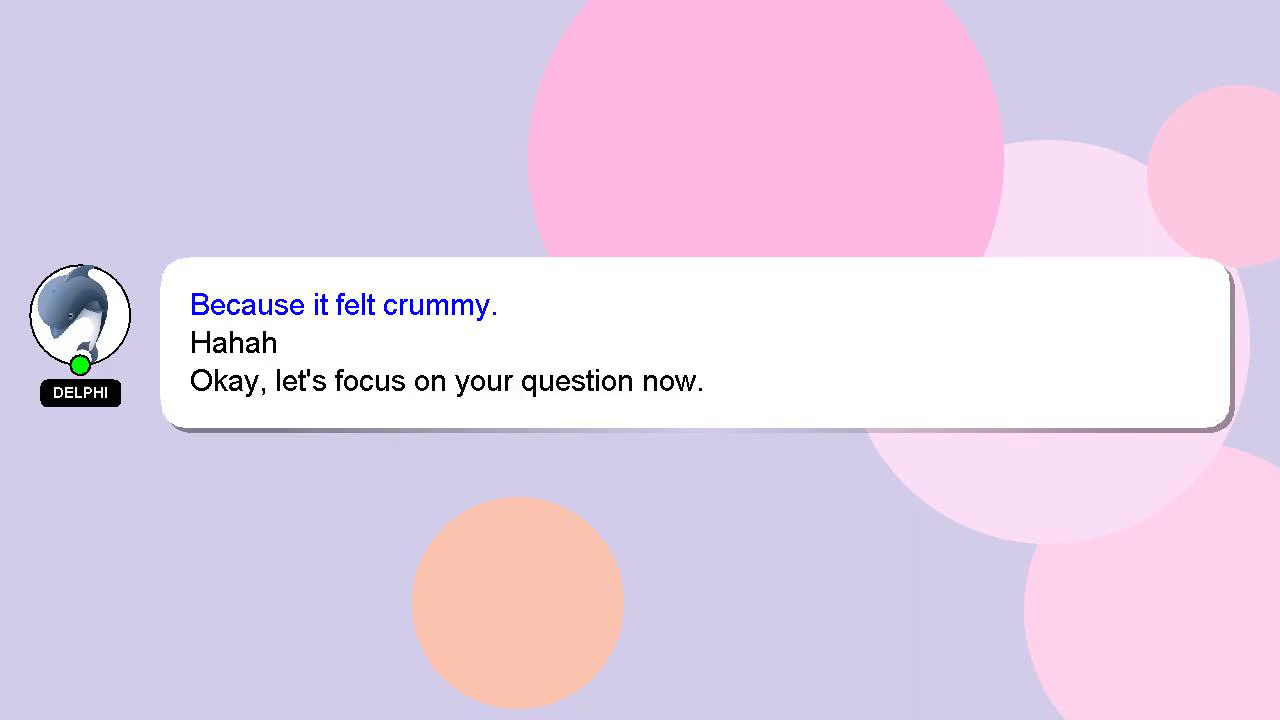 Because it felt crummy.
Hahah
Okay, let's focus on your question now.
DELPHI